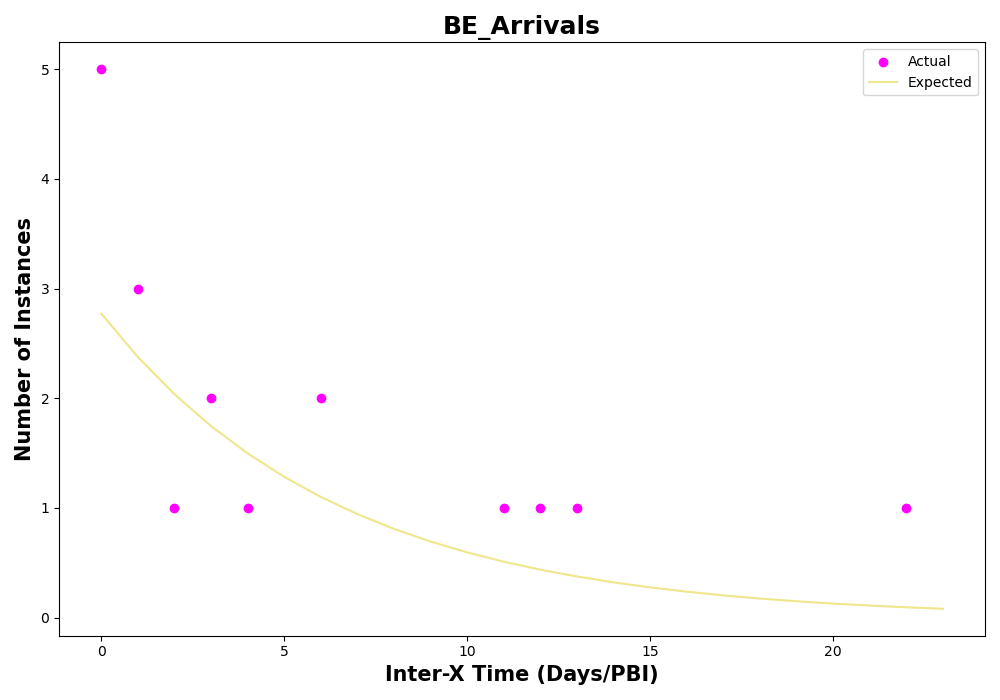 BE_Arrivals
Actual
Expected
Number of Instances
5
4
3
2
1
0
0
5
10
15
20
Inter-X Time (Days/PBI)